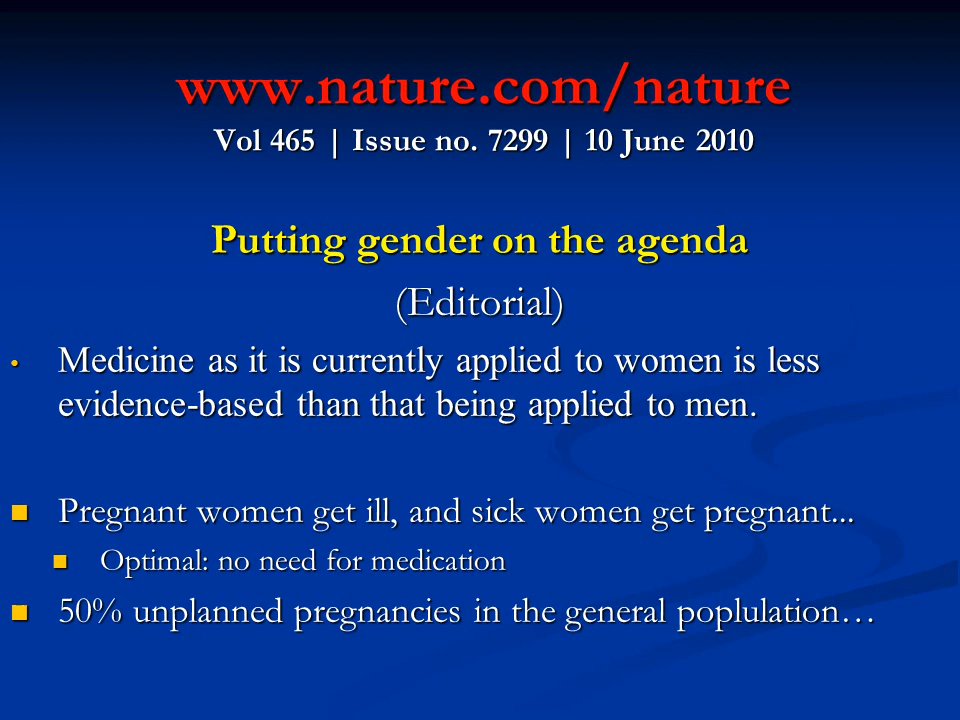 www.nature.com/nature
Vol 465 | Issue no. 7299 | 10 June 2010
Putting gender on the agenda
(Editorial)
• Medicine as it is currently applied to women is less
evidence-based than that being applied to men.
■ Pregnant women get ill, and sick women get pregnant...
■ Optimal: no need for medication
■ 50% unplanned pregnancies in the general poplulation…